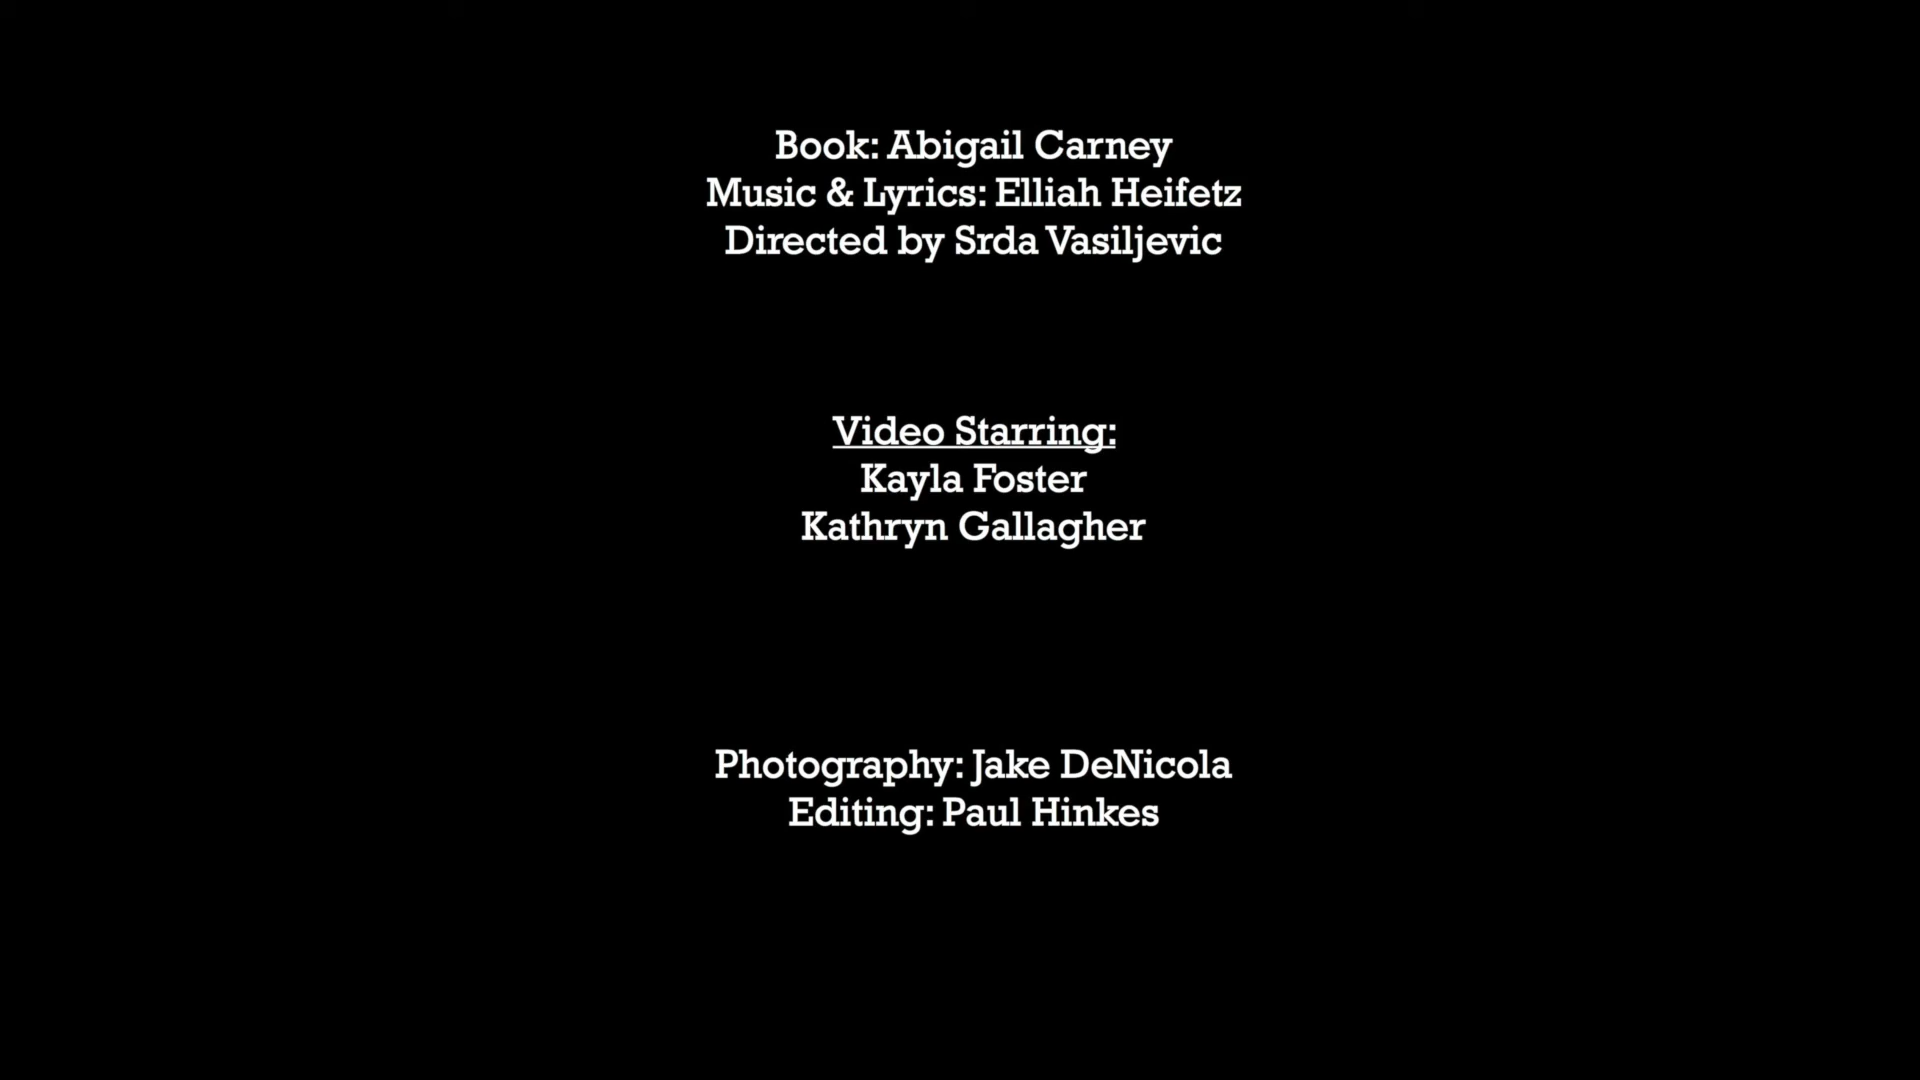 Book: Abigail Carney
Music & Lyrics: Elliah Heifetz
Directed by Srda Vasiljevic
Video Starring:
Kayla Foster
Kathryn Gallagher
Photography: Jake DeNicola
Editing: Paul Hinkes